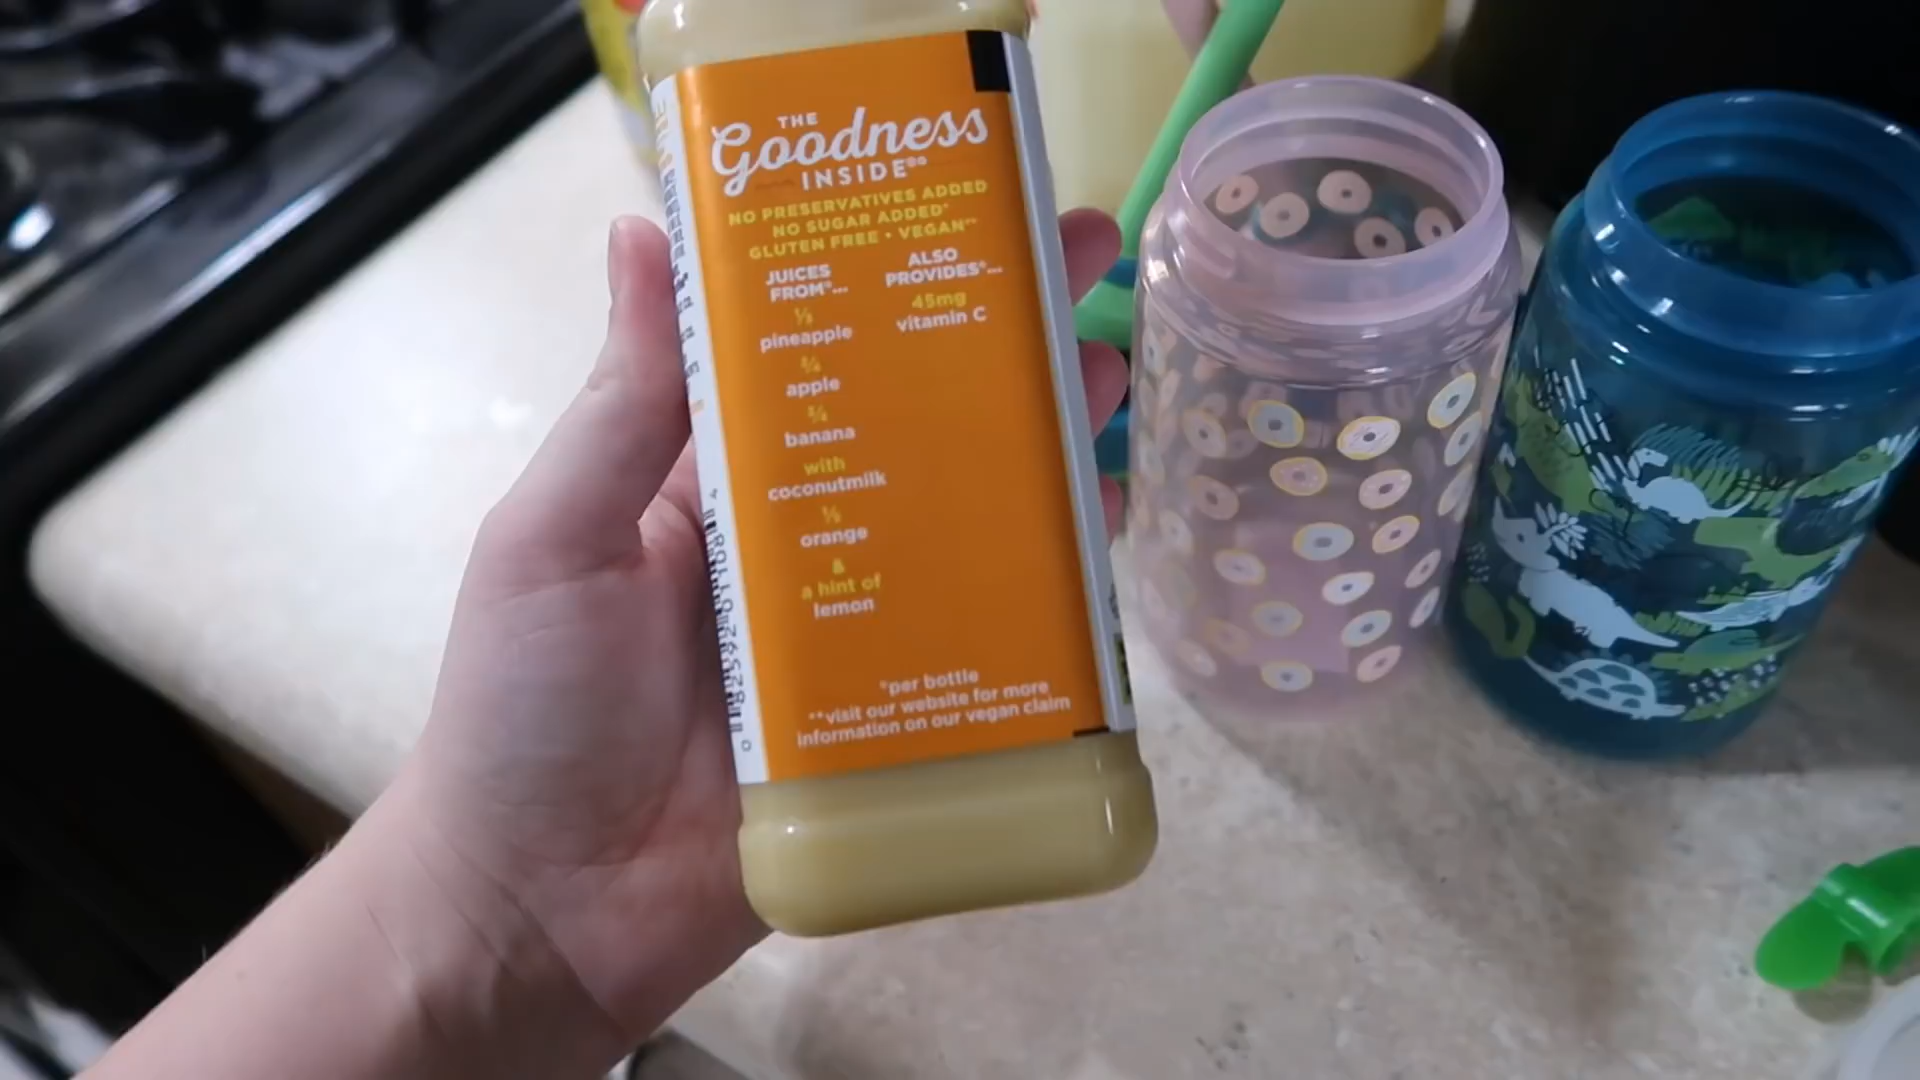 THE
Goodness
INSIDE
NO PRESERVATIVES ADDED
NO SUGAR ADDED*
GLUTEN FREE • VEGAN**
JUICES
FROM*...
pineapple
apple
banana
with
coconutmilk
orange
&
a hint of
lemon
ALSO
PROVIDES*...
45mg
vitamin C
*per bottle
**visit our website for more
information on our vegan claim